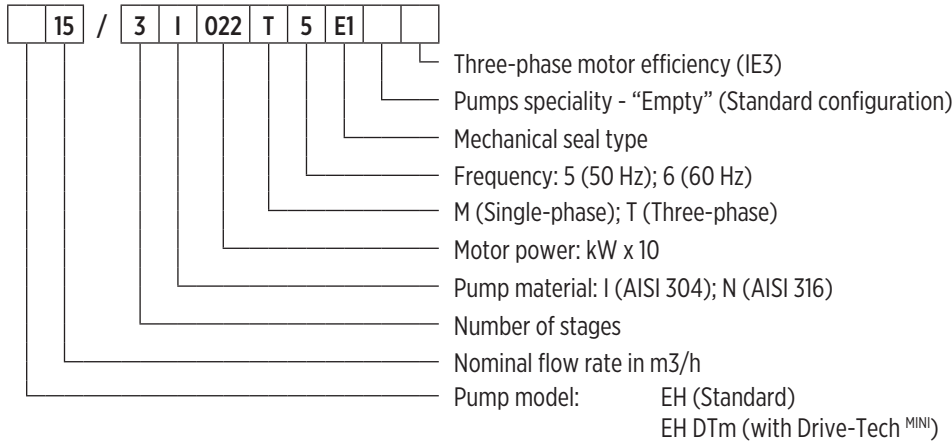 15 / 3 I 022 T 5 E1
Three-phase motor efficiency (IE3)
Pumps speciality - “Empty” (Standard configuration)
Mechanical seal type
Frequency: 5 (50 Hz); 6 (60 Hz)
M (Single-phase); T (Three-phase)
Motor power: kW x 10
Pump material: I (AISI 304); N (AISI 316)
Number of stages
Nominal flow rate in m3/h
Pump model: EH (Standard)
EH DTm (with Drive-Tech MINI)